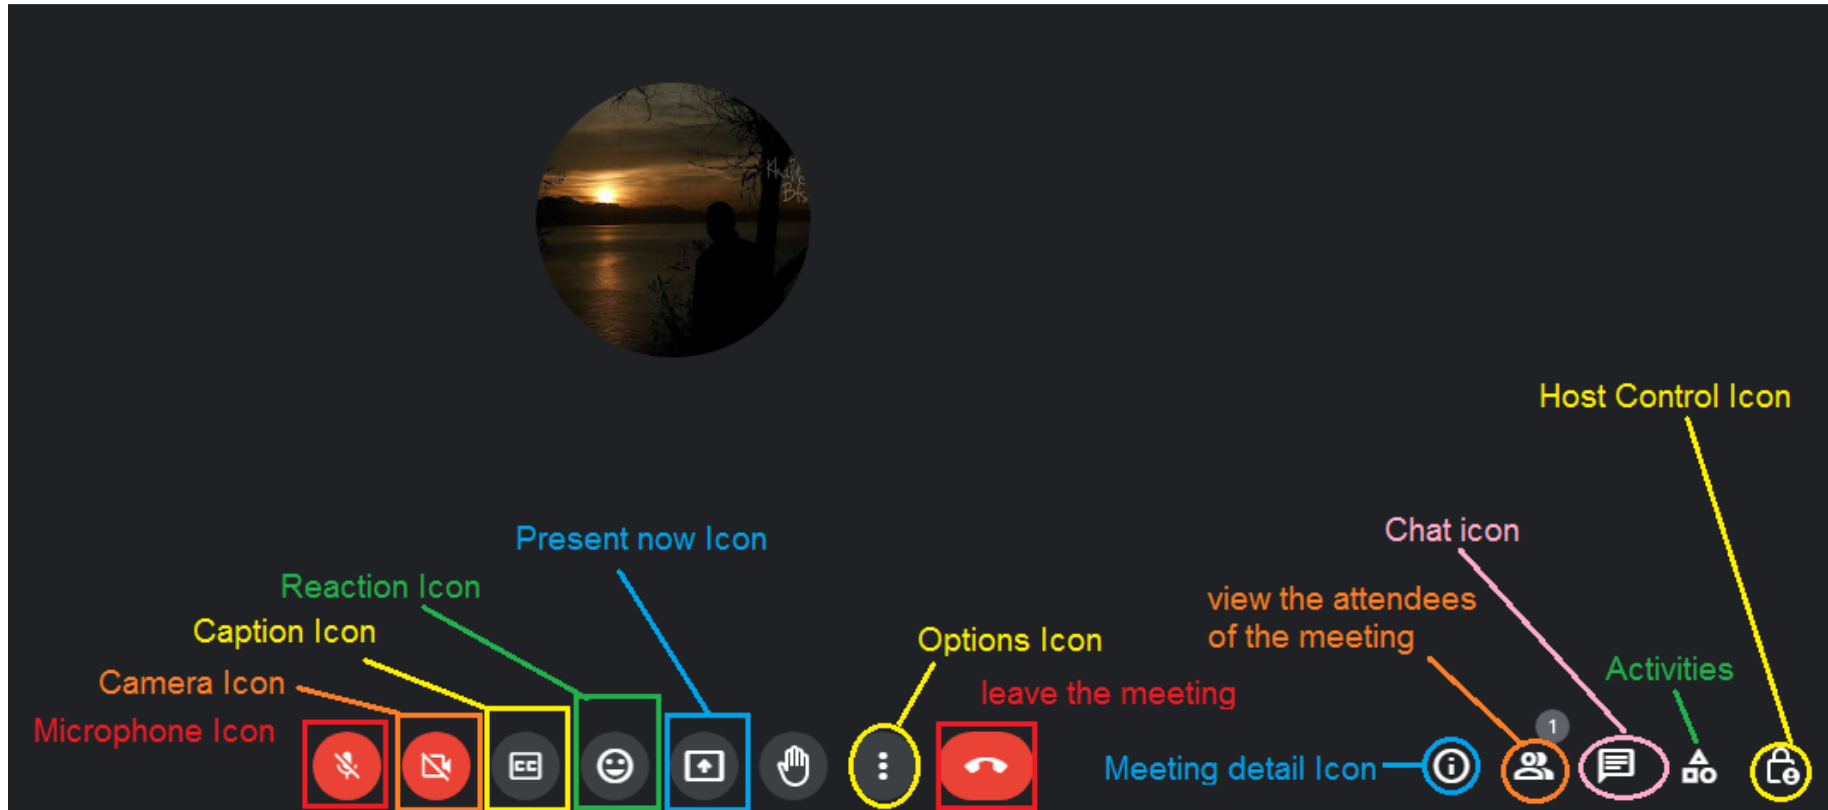 Host Control Icon
Chat icon
Present now Icon
Reaction Icon
view the attendees
of the meeting
Caption Icon
Options Icon
Activities
Camera Icon
leave the meeting
Microphone Icon
1
Meeting detail Icon
CC